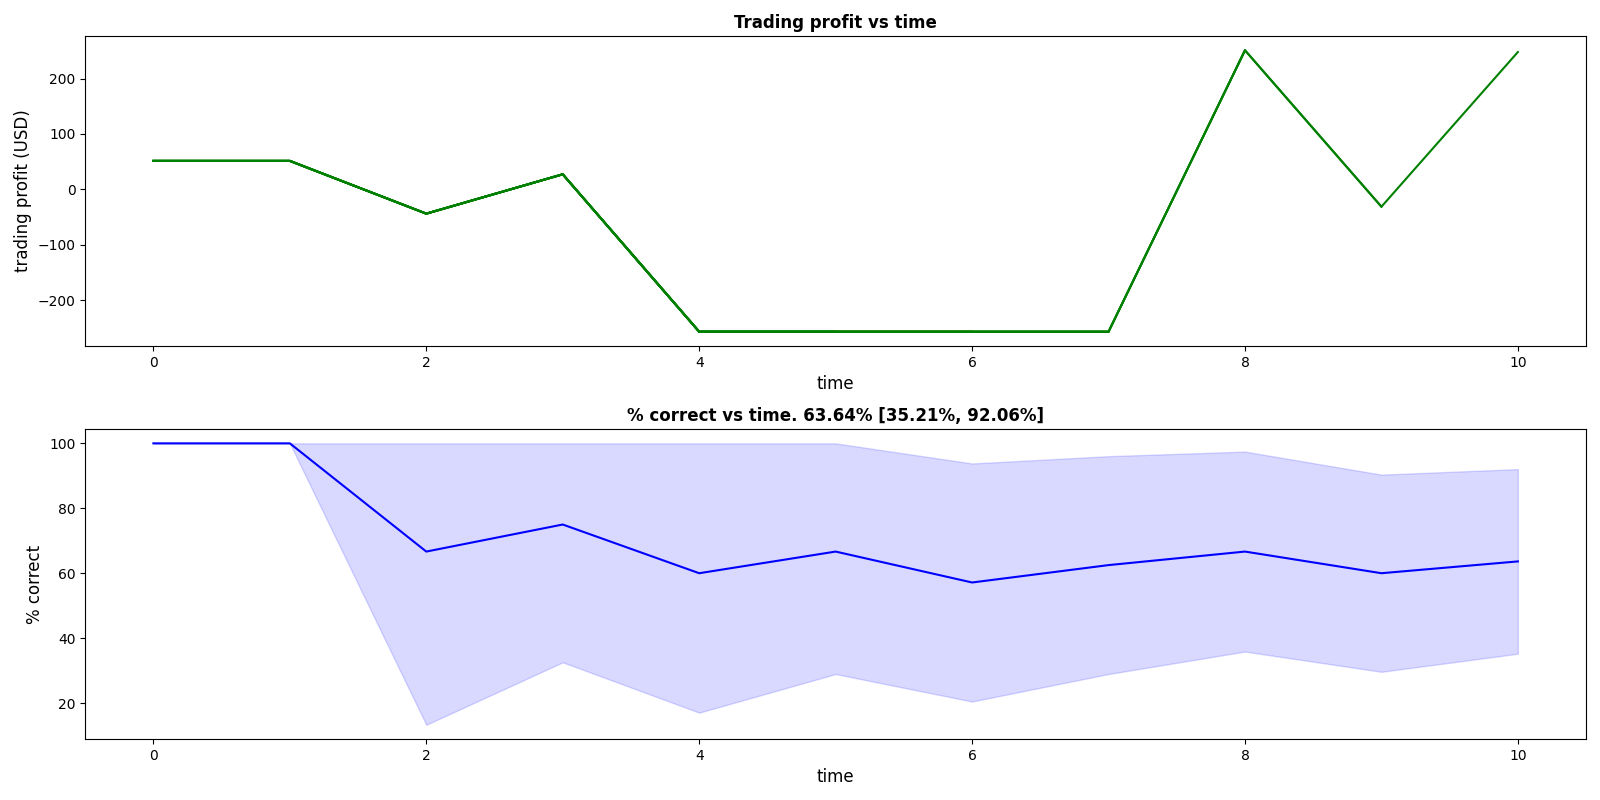 Trading profit vs time
trading profit (USD)
200
100
0
−100
−200
0 2 4 6 8 10
time
% correct vs time. 63.64% [35.21%, 92.06%]
% correct
100
80
60
40
20
0 2 4 6 8 10
time